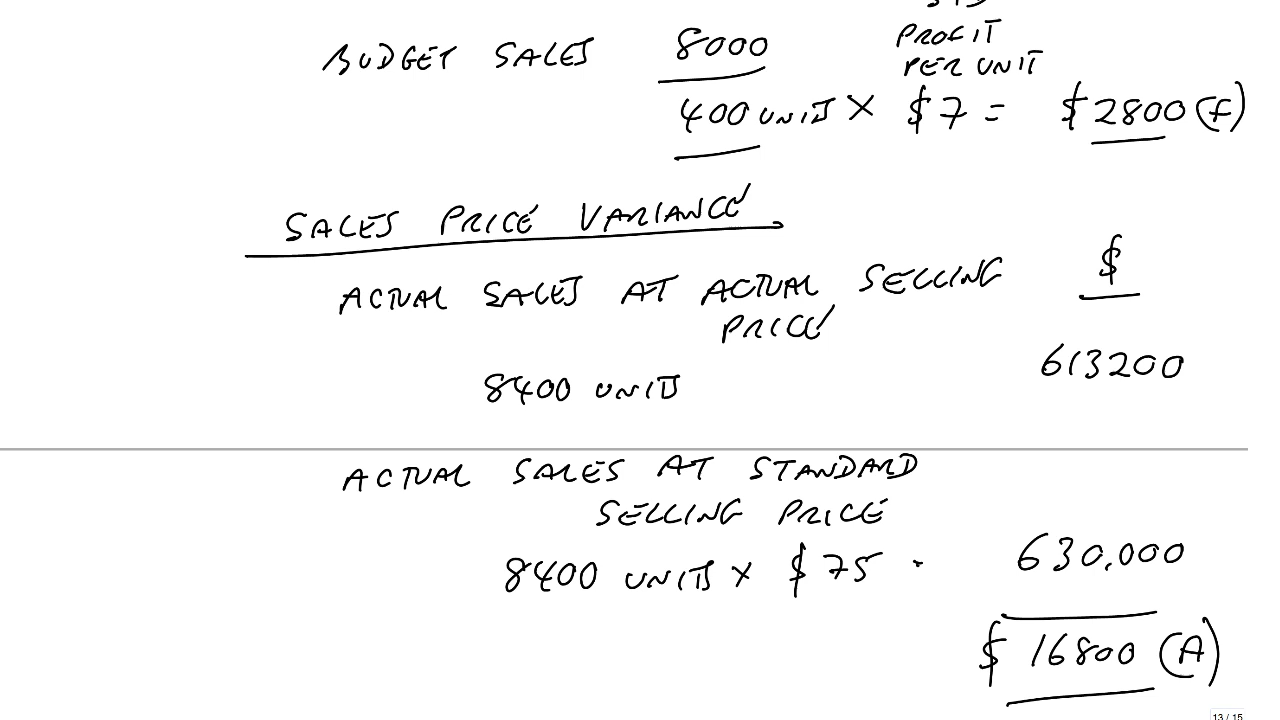 PROFIT
BUDGET SALES 8000 PER UNIT
400 UNITS X $7 = $2800 (F)
SALES PRICE VARIANCE
ACTUAL SALES AT ACTUAL SELLING $
PRICE
613200
8400 UNITS
ACTUAL SALES AT STANDARD
SELLING PRICE
8400 UNITS X $75 - 630,000
$16800 (A)
13 / 15